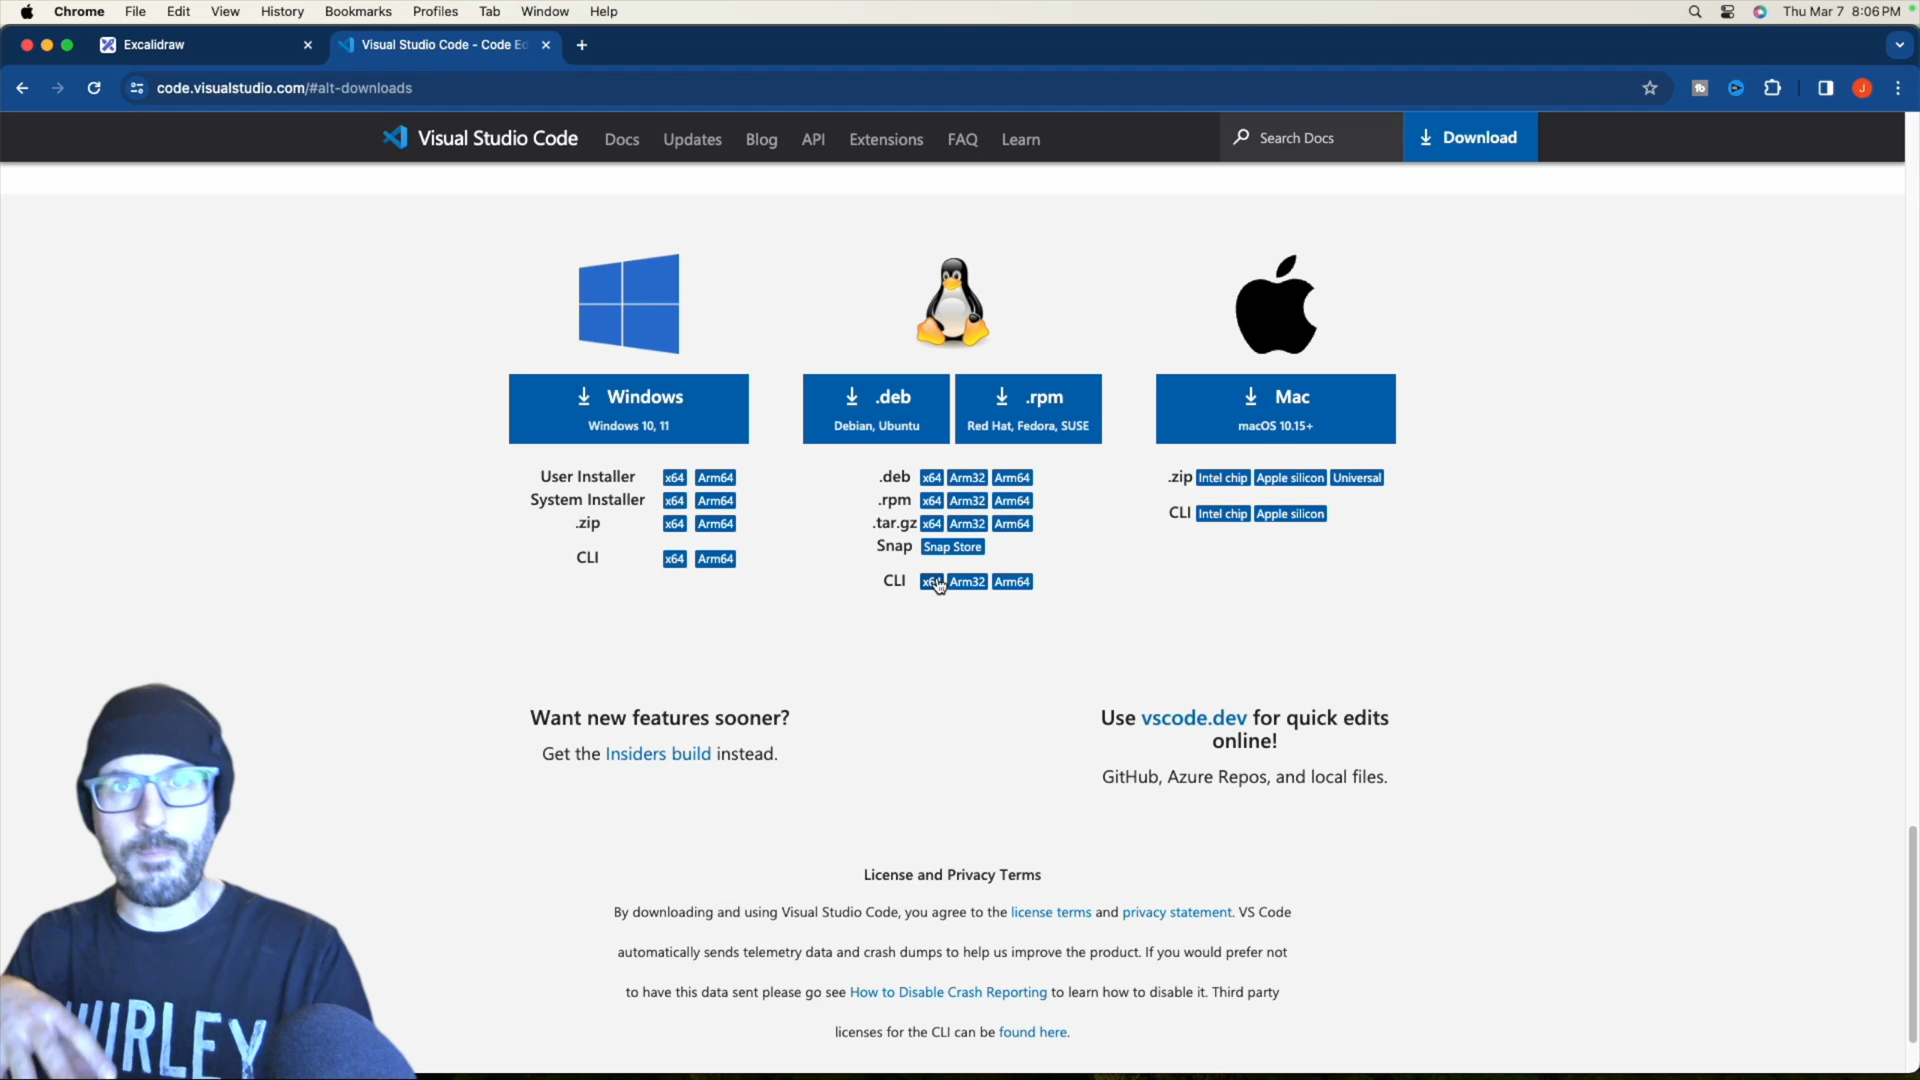 Chrome File Edit View History Bookmarks Profiles Tab Window Help Thu Mar 7 8:06 PM
Excalidraw Visual Studio Code - Code Ed
code.visualstudio.com/#alt-downloads tb J
Visual Studio Code Docs Updates Blog API Extensions FAQ Learn Search Docs Download
Windows
Windows 10, 11
.deb
Debian, Ubuntu
.rpm
Red Hat, Fedora, SUSE
Mac
macOS 10.15+
User Installer x64 Arm64
System Installer x64 Arm64
.zip x64 Arm64
CLI x64 Arm64
.deb x64 Arm32 Arm64
.rpm x64 Arm32 Arm64
.tar.gz x64 Arm32 Arm64
Snap Snap Store
CLI x64 Arm32 Arm64
.zip Intel chip Apple silicon Universal
CLI Intel chip Apple silicon
Want new features sooner?
Get the Insiders build instead.
Use vscode.dev for quick edits
online!
GitHub, Azure Repos, and local files.
License and Privacy Terms
By downloading and using Visual Studio Code, you agree to the license terms and privacy statement. VS Code
automatically sends telemetry data and crash dumps to help us improve the product. If you would prefer not
to have this data sent please go see How to Disable Crash Reporting to learn how to disable it. Third party
licenses for the CLI can be found here.
HURLEY